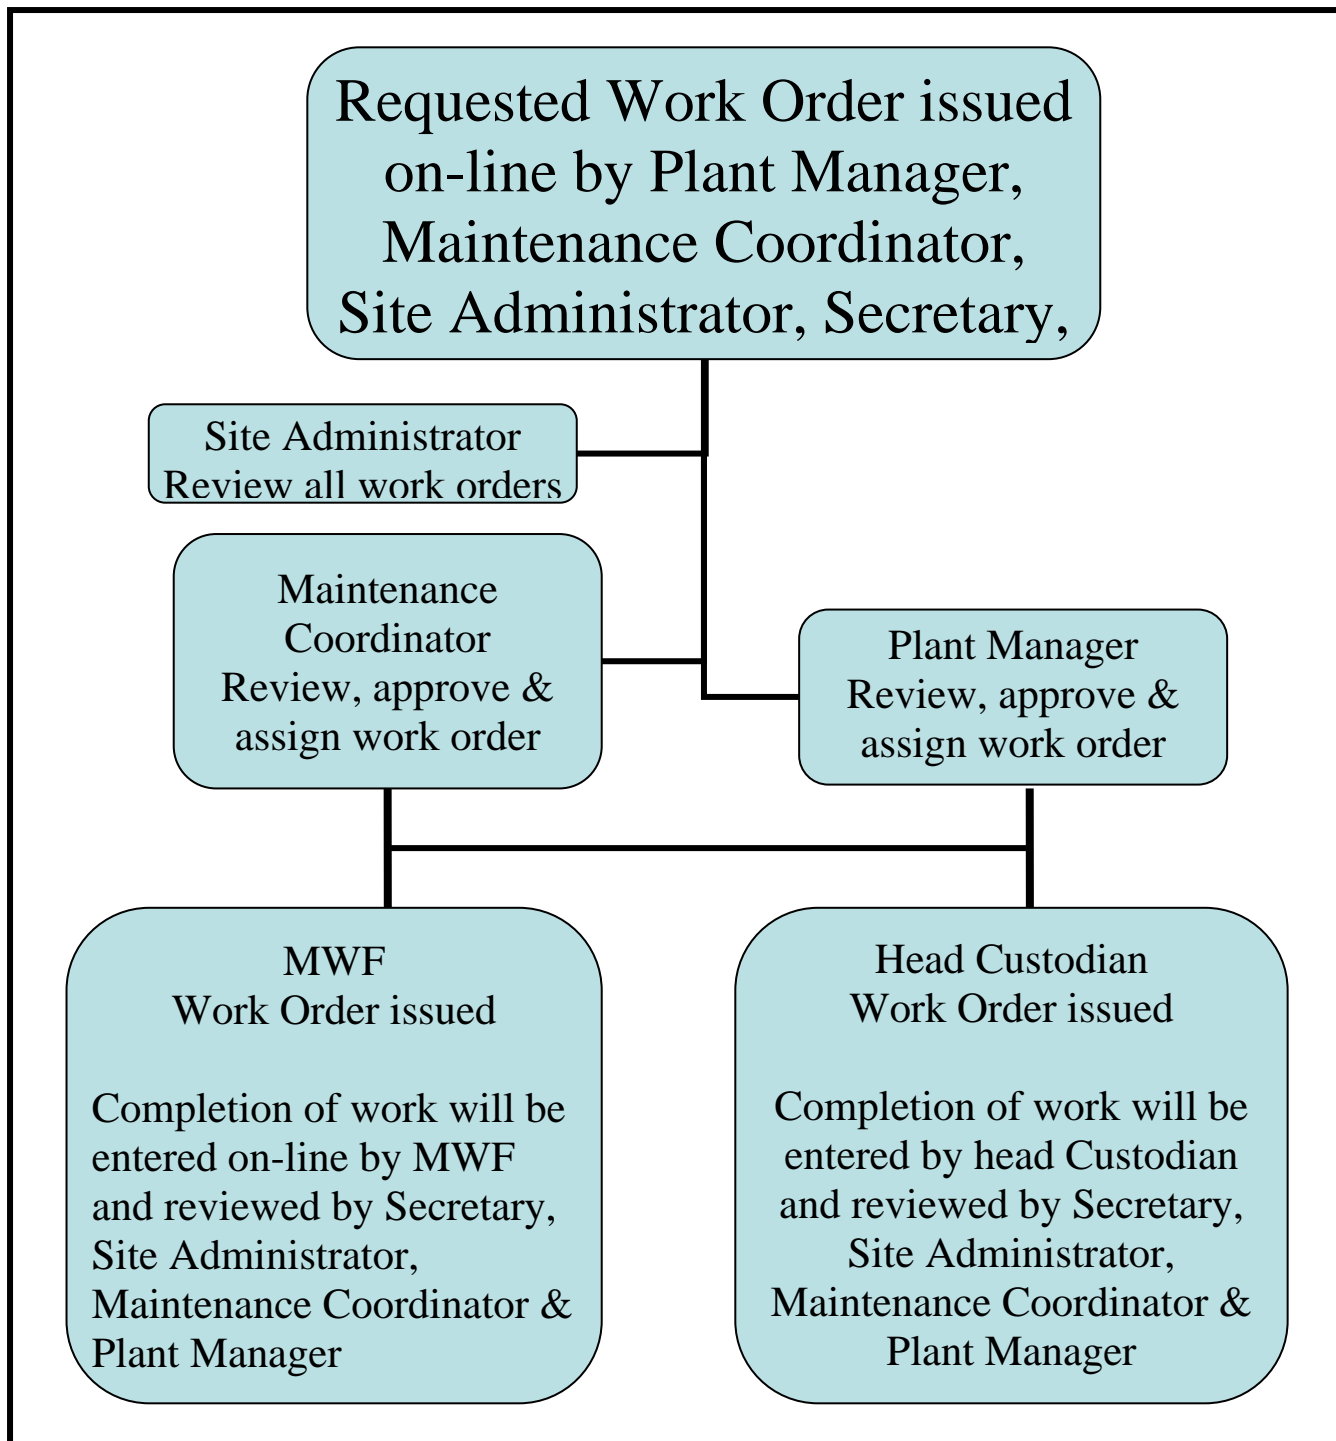 Requested Work Order issued
on-line by Plant Manager,
Maintenance Coordinator,
Site Administrator, Secretary,
Site Administrator
Review all work orders
Maintenance
Coordinator
Review, approve &
assign work order
Plant Manager
Review, approve &
assign work order
MWF
Work Order issued
Completion of work will be
entered on-line by MWF
and reviewed by Secretary,
Site Administrator,
Maintenance Coordinator &
Plant Manager
Head Custodian
Work Order issued
Completion of work will be
entered by head Custodian
and reviewed by Secretary,
Site Administrator,
Maintenance Coordinator &
Plant Manager